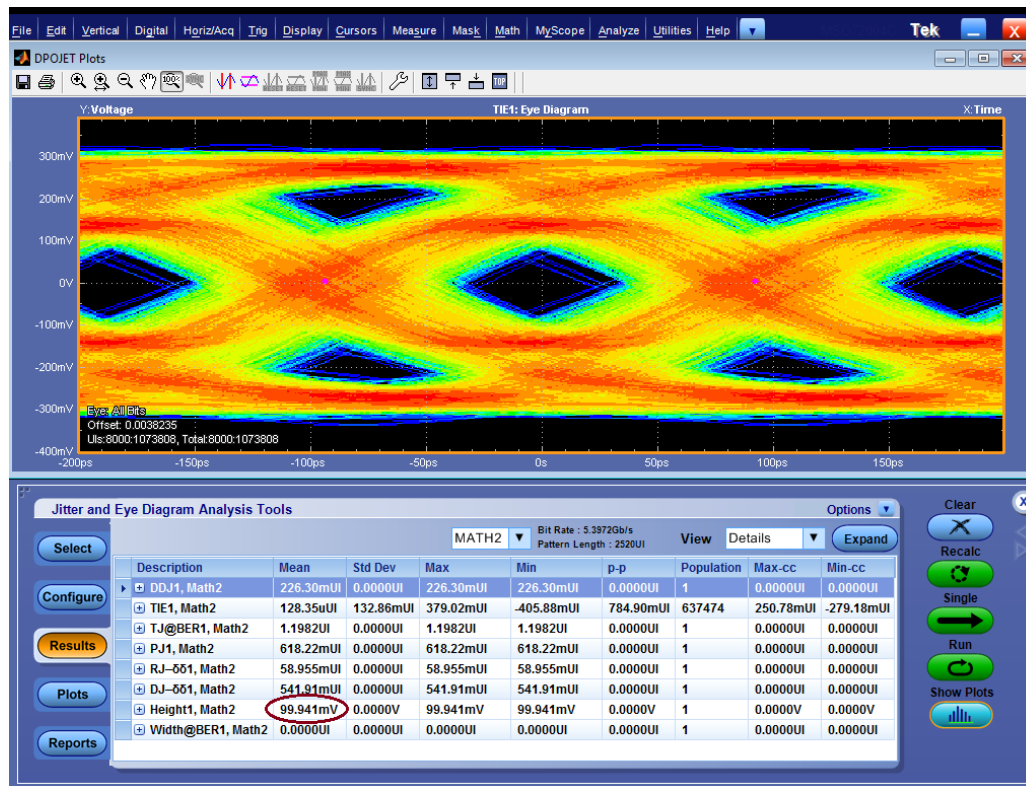 File Edit Vertical Digital Horiz/Acq Trig Display Cursors Measure Mask Math MyScope Analyze Utilities Help Tek X
DPOJET Plots
100% TOP
Y:Voltage TIE1: Eye Diagram X:Time
300mV
200mV
100mV
0V
-100mV
-200mV
-300mV
-400mV
Eye: All Bits
Offset: 0.0038235
UIs:8000:1073808, Total:8000:1073808
-200ps -150ps -100ps -50ps 0s 50ps 100ps 150ps
Jitter and Eye Diagram Analysis Tools Options
MATH2 Bit Rate : 5.3972Gb/s
Pattern Length : 2520UI
View Details Expand
Select
Configure
Results
Plots
Reports
Description Mean Std Dev Max Min p-p Population Max-cc Min-cc
DDJ1, Math2 226.30mUI 0.0000UI 226.30mUI 226.30mUI 0.0000UI 1 0.0000UI 0.0000UI
TIE1, Math2 128.35uUI 132.86mUI 379.02mUI -405.88mUI 784.90mUI 637474 250.78mUI -279.18mUI
TJ@BER1, Math2 1.1982UI 0.0000UI 1.1982UI 1.1982UI 0.0000UI 1 0.0000UI 0.0000UI
PJ1, Math2 618.22mUI 0.0000UI 618.22mUI 618.22mUI 0.0000UI 1 0.0000UI 0.0000UI
RJ–δδ1, Math2 58.955mUI 0.0000UI 58.955mUI 58.955mUI 0.0000UI 1 0.0000UI 0.0000UI
DJ–δδ1, Math2 541.91mUI 0.0000UI 541.91mUI 541.91mUI 0.0000UI 1 0.0000UI 0.0000UI
Height1, Math2 99.941mV 0.0000V 99.941mV 99.941mV 0.0000V 1 0.0000V 0.0000V
Width@BER1, Math2 0.0000UI 0.0000UI 0.0000UI 0.0000UI 0.0000UI 1 0.0000UI 0.0000UI
Clear
Recalc
Single
Run
Show Plots